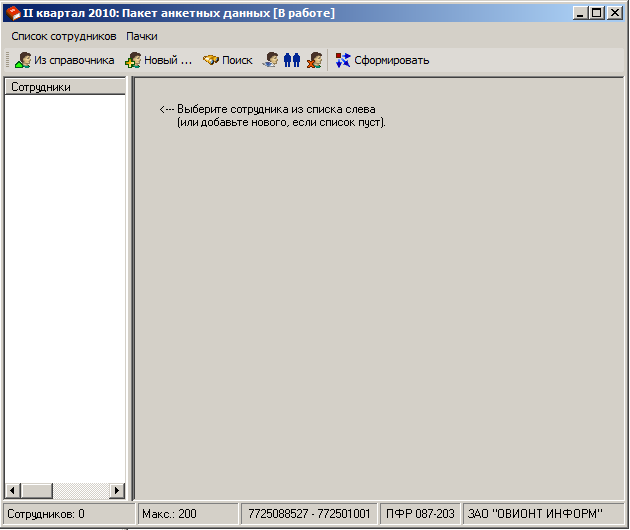 II квартал 2010: Пакет анкетных данных [В работе]
Список сотрудников Пачки
Из справочника Новый ... Поиск Сформировать
Сотрудники
<--- Выберите сотрудника из списка слева
(или добавьте нового, если список пуст).
Сотрудников: 0 Макс.: 200 7725088527 - 772501001 ПФР 087-203 ЗАО "ОВИОНТ ИНФОРМ"